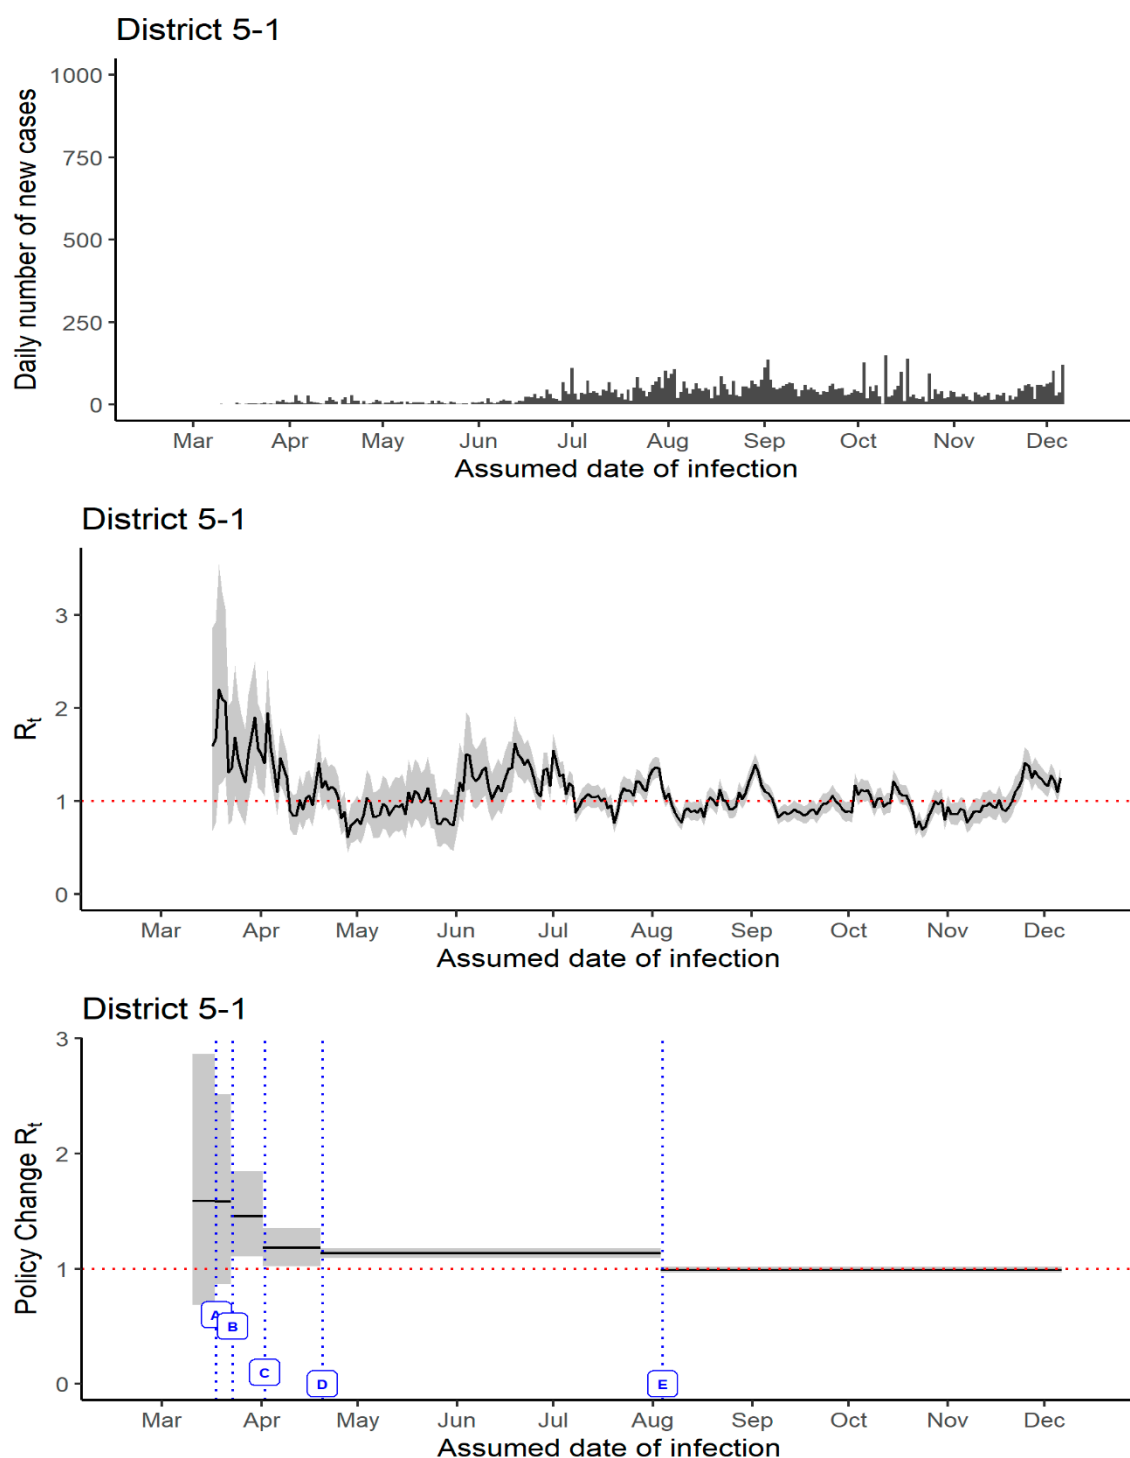 District 5-1
Daily number of new cases
1000
750
500
250
0
Mar Apr May Jun Jul Aug Sep Oct Nov Dec
Assumed date of infection
District 5-1
Rt
3
2
1
0
Mar Apr May Jun Jul Aug Sep Oct Nov Dec
Assumed date of infection
District 5-1
Policy Change Rt
3
2
1
0
A
B
C
D
E
Mar Apr May Jun Jul Aug Sep Oct Nov Dec
Assumed date of infection